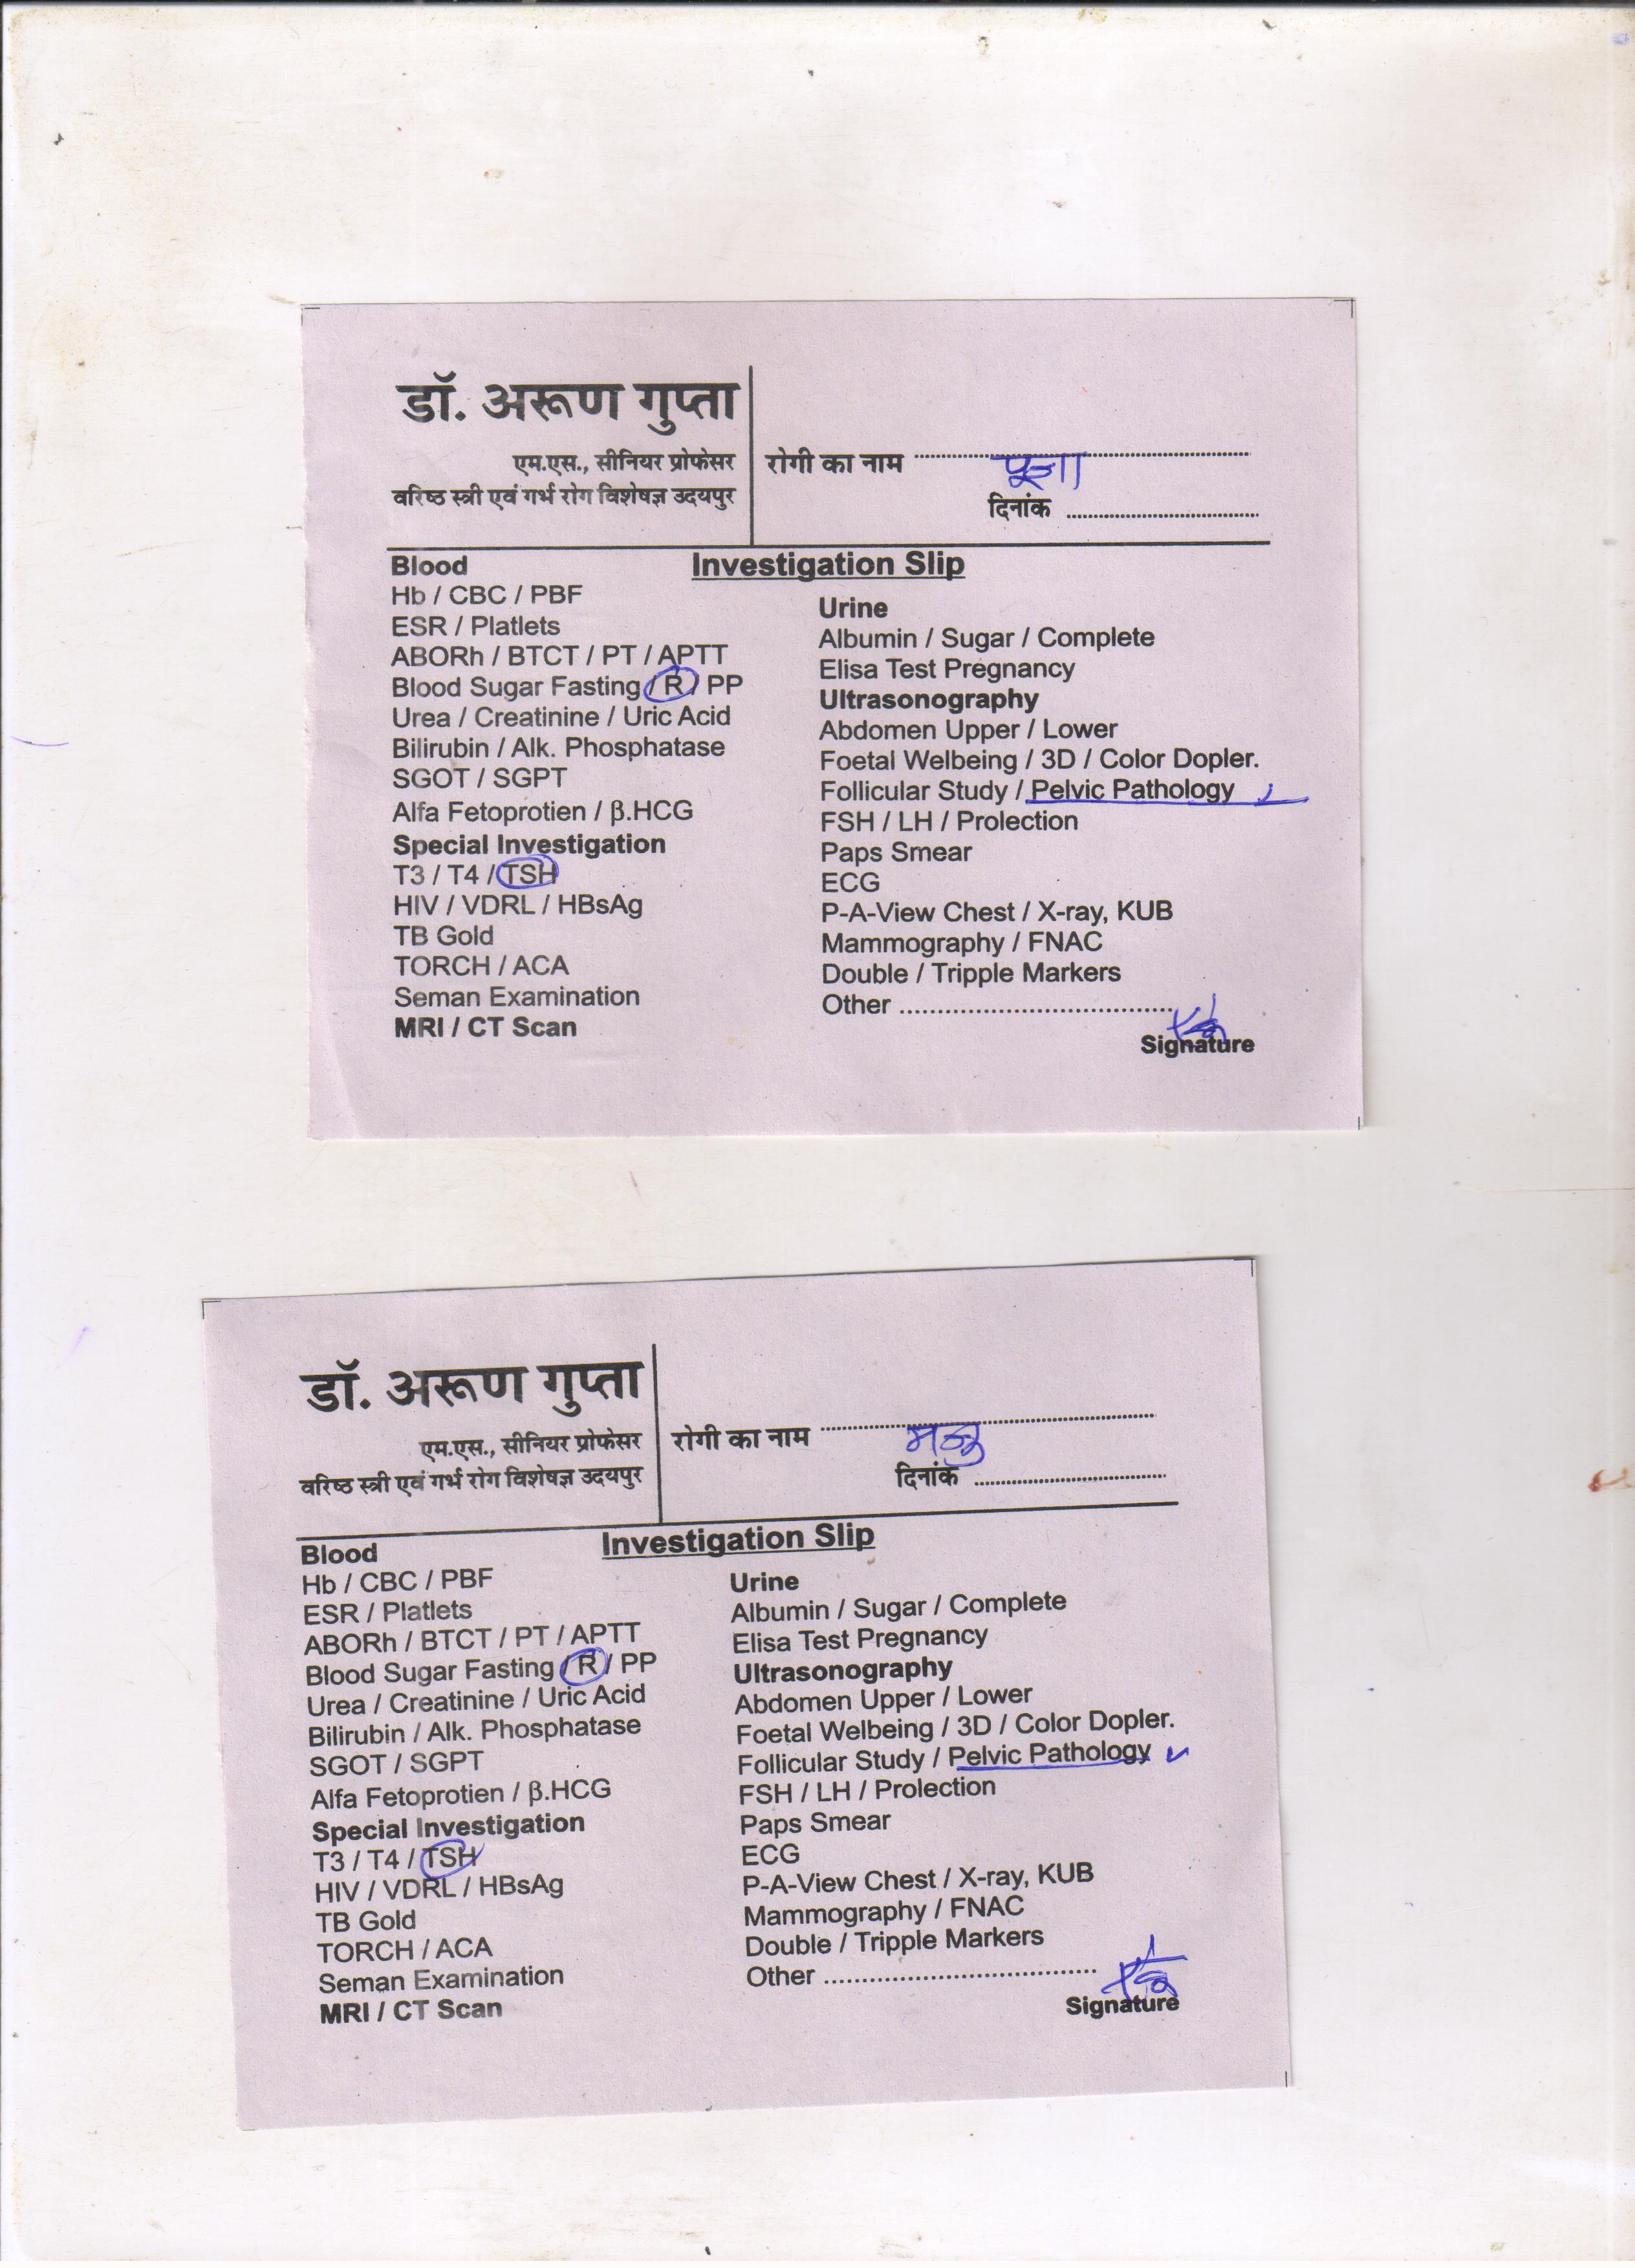 डॉ. अरूण गुप्ता
एम.एस., सीनियर प्रोफेसर
वरिष्ठ स्त्री एवं गर्भ रोग विशेषज्ञ उदयपुर
रोगी का नाम पूजा
दिनांक
Investigation Slip
Blood
Hb / CBC / PBF
ESR / Platlets
ABORh / BTCT / PT / APTT
Blood Sugar Fasting / R / PP
Urea / Creatinine / Uric Acid
Bilirubin / Alk. Phosphatase
SGOT / SGPT
Alfa Fetoprotien / β.HCG
Special Investigation
T3 / T4 / TSH
HIV / VDRL / HBsAg
TB Gold
TORCH / ACA
Seman Examination
MRI / CT Scan
Urine
Albumin / Sugar / Complete
Elisa Test Pregnancy
Ultrasonography
Abdomen Upper / Lower
Foetal Welbeing / 3D / Color Dopler.
Follicular Study / Pelvic Pathology
FSH / LH / Prolection
Paps Smear
ECG
P-A-View Chest / X-ray, KUB
Mammography / FNAC
Double / Tripple Markers
Other ....................................
Signature
डॉ. अरूण गुप्ता
एम.एस., सीनियर प्रोफेसर
वरिष्ठ स्त्री एवं गर्भ रोग विशेषज्ञ उदयपुर
रोगी का नाम
दिनांक
Investigation Slip
Blood
Hb / CBC / PBF
ESR / Platlets
ABORh / BTCT / PT / APTT
Blood Sugar Fasting / R / PP
Urea / Creatinine / Uric Acid
Bilirubin / Alk. Phosphatase
SGOT / SGPT
Alfa Fetoprotien / β.HCG
Special Investigation
T3 / T4 / TSH
HIV / VDRL / HBsAg
TB Gold
TORCH / ACA
Seman Examination
MRI / CT Scan
Urine
Albumin / Sugar / Complete
Elisa Test Pregnancy
Ultrasonography
Abdomen Upper / Lower
Foetal Welbeing / 3D / Color Dopler.
Follicular Study / Pelvic Pathology
FSH / LH / Prolection
Paps Smear
ECG
P-A-View Chest / X-ray, KUB
Mammography / FNAC
Double / Tripple Markers
Other ....................................
Signature